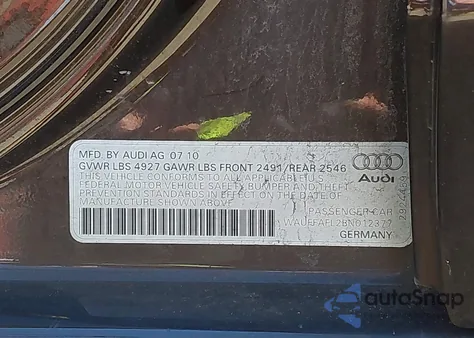 MFD BY AUDI AG 07 10
GVWR LBS 4927 GAWR LBS FRONT 2491/REAR 2546
THIS VEHICLE CONFORMS TO ALL APPLICABLE U.S.
FEDERAL MOTOR VEHICLE SAFETY, BUMPER AND THEFT
PREVENTION STANDARDS IN EFFECT ON THE DATE OF
MANUFACTURE SHOWN ABOVE
Audi
PASSENGER CAR
WAUEFAFL2BN012377
GERMANY
autoSnap